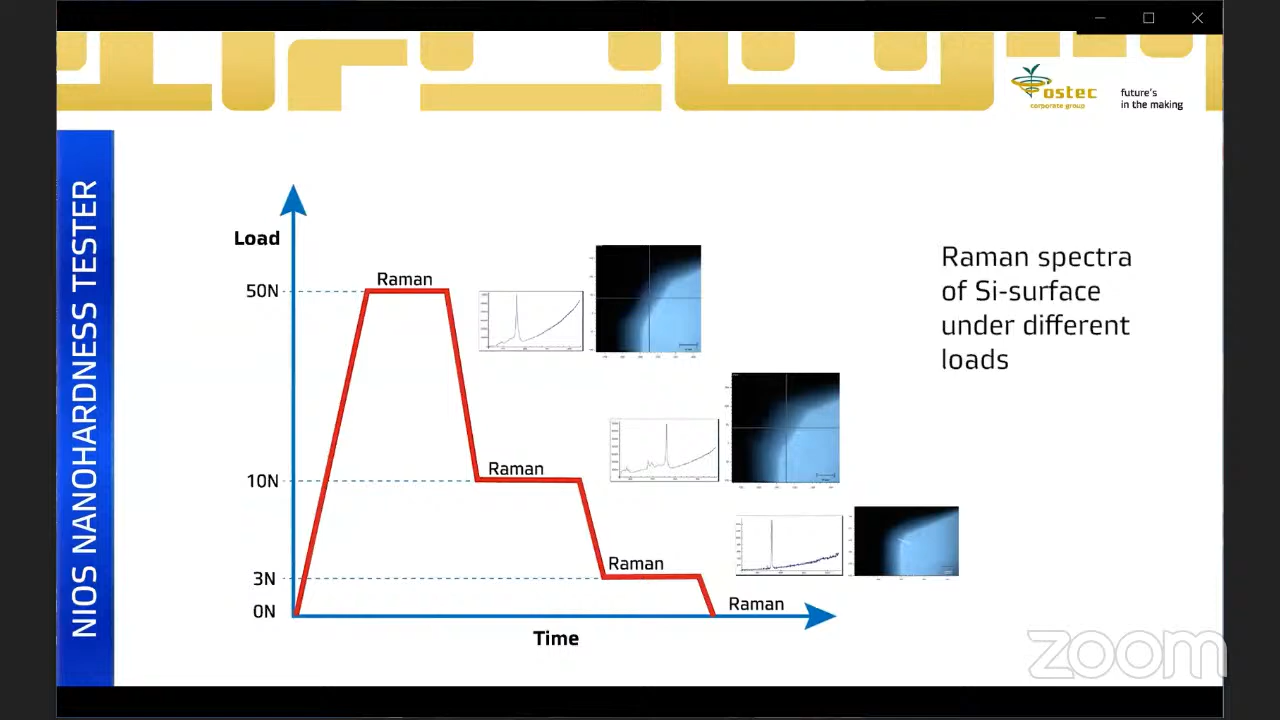 ostec
corporate group
future's
in the making
NIOS NANOHARDNESS TESTER
Load
50N
10N
3N
0N
Raman
Raman
Raman
Raman
Time
Raman spectra
of Si-surface
under different
loads
zoom